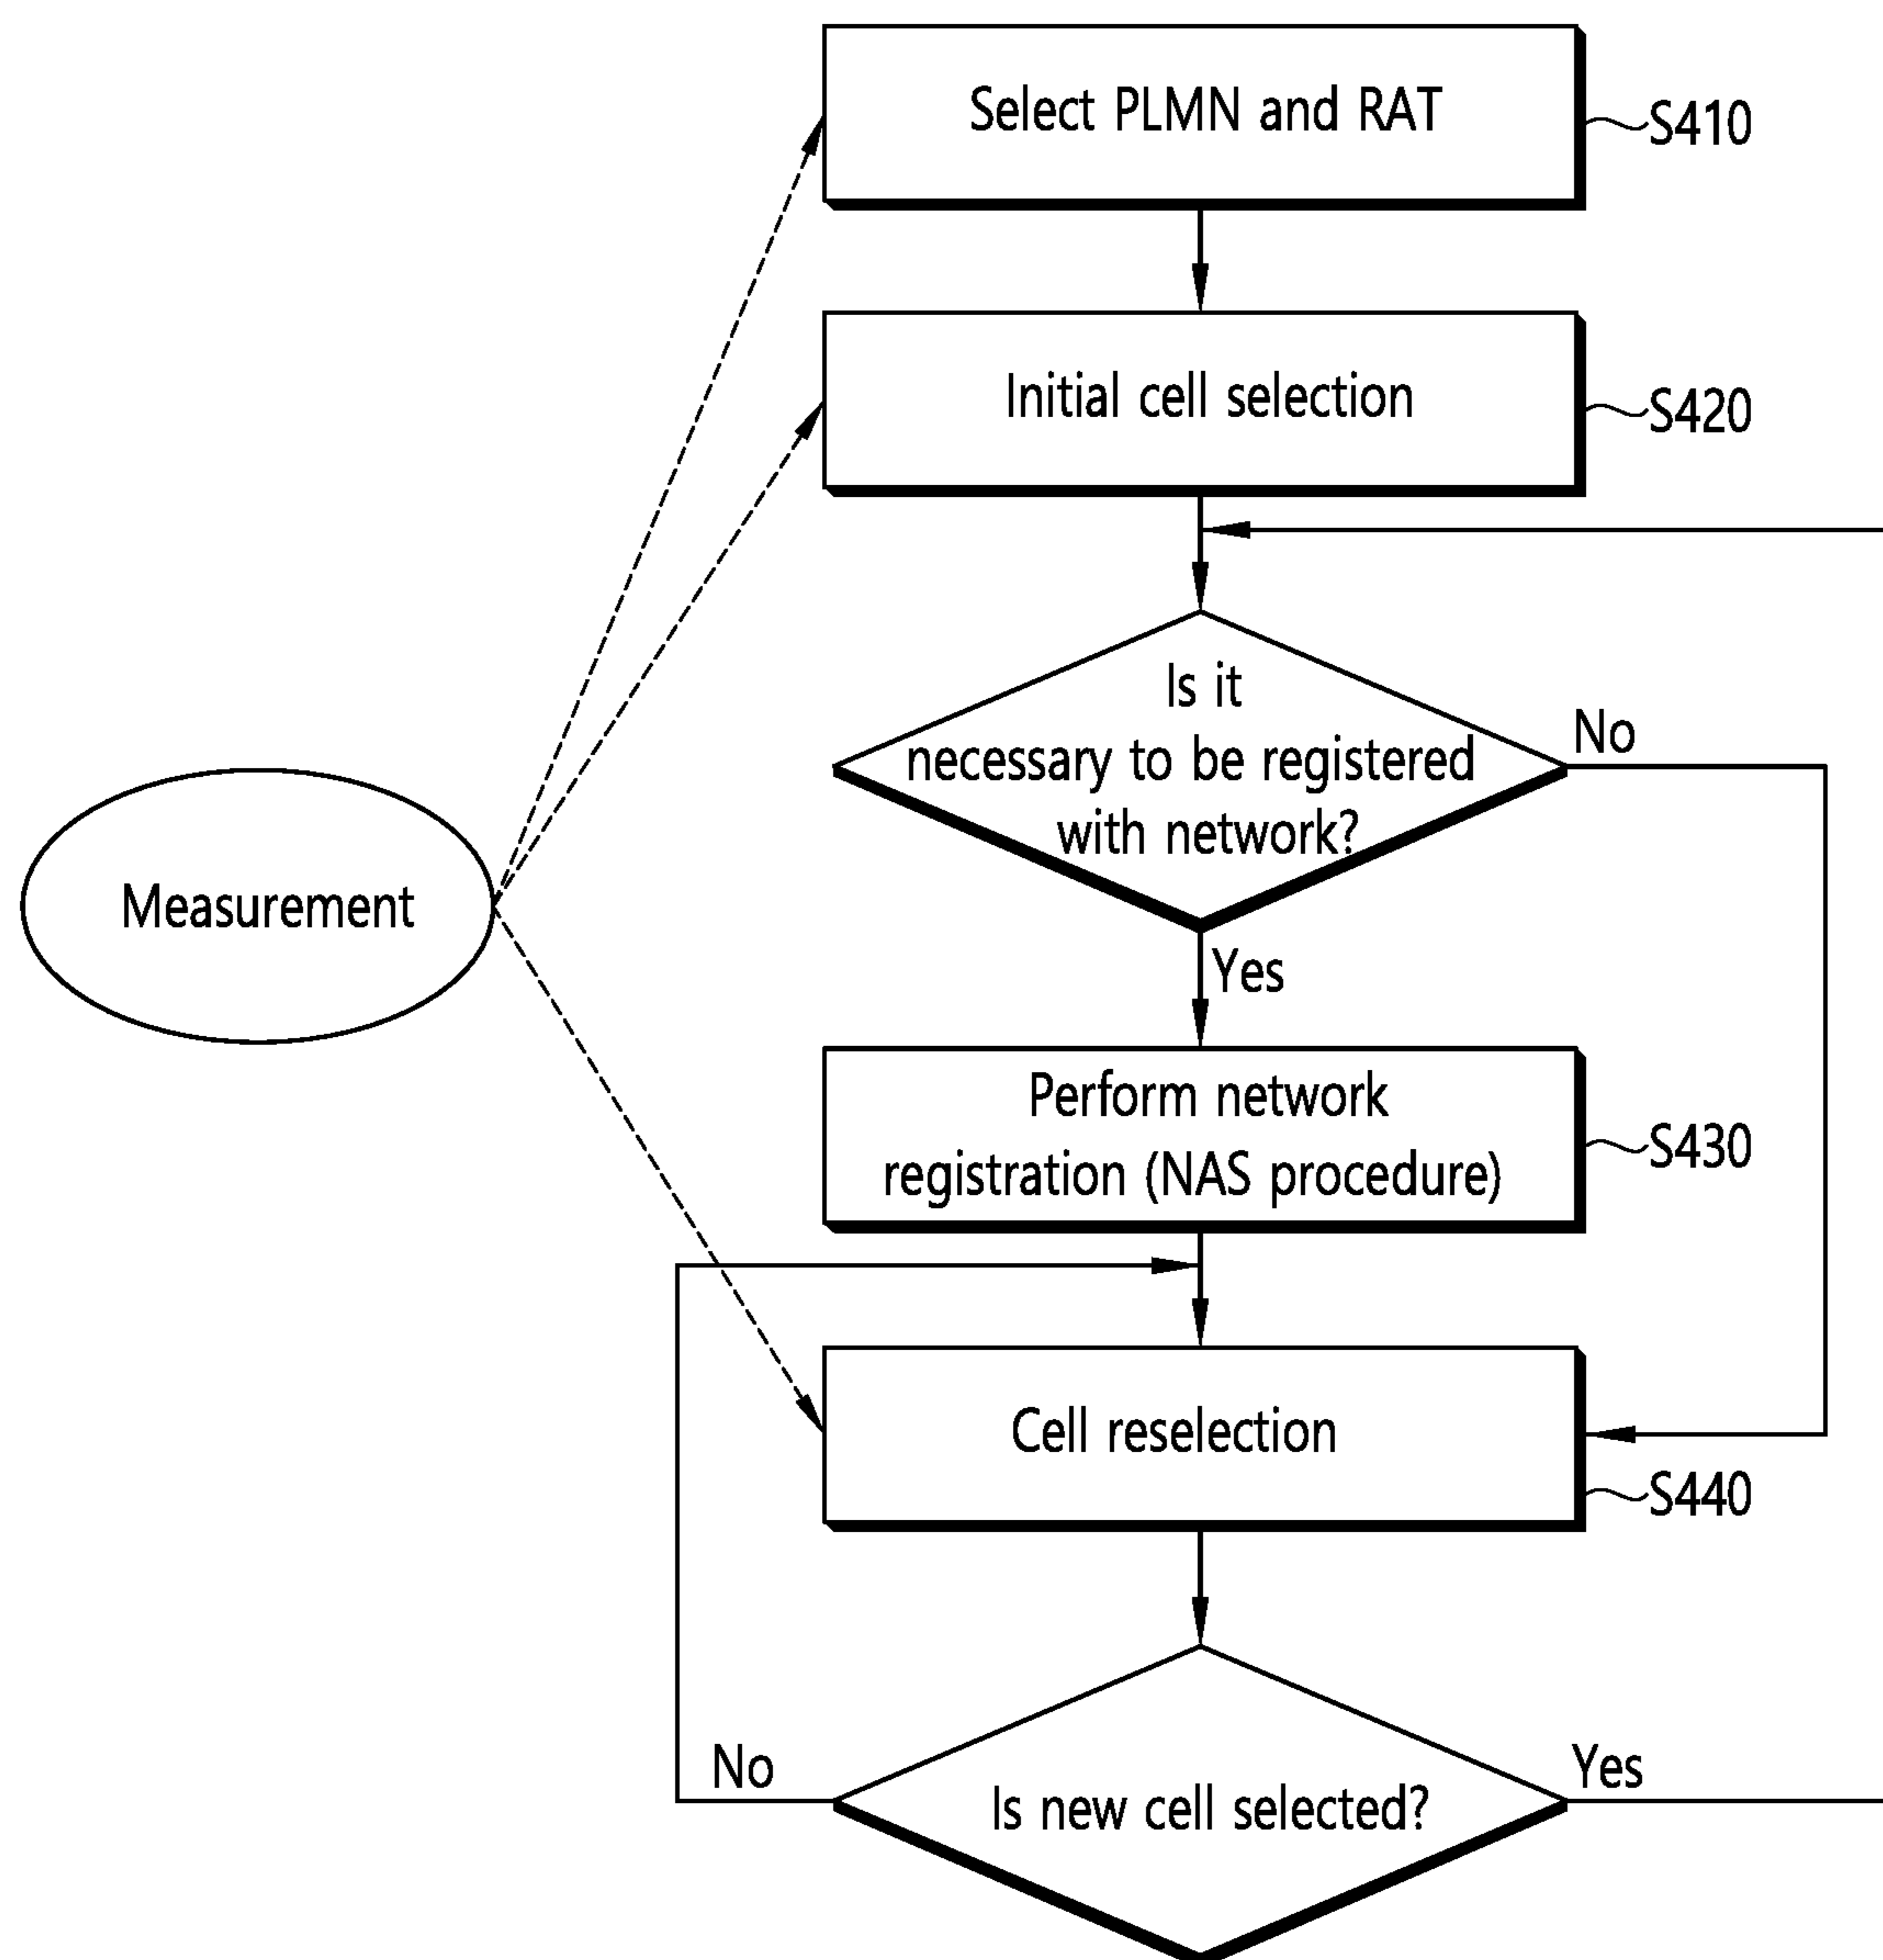 Select PLMN and RAT
S410
Initial cell selection
S420
Is it
necessary to be registered
with network?
No
Yes
Measurement
Perform network
registration (NAS procedure)
S430
Cell reselection
S440
Is new cell selected?
No
Yes